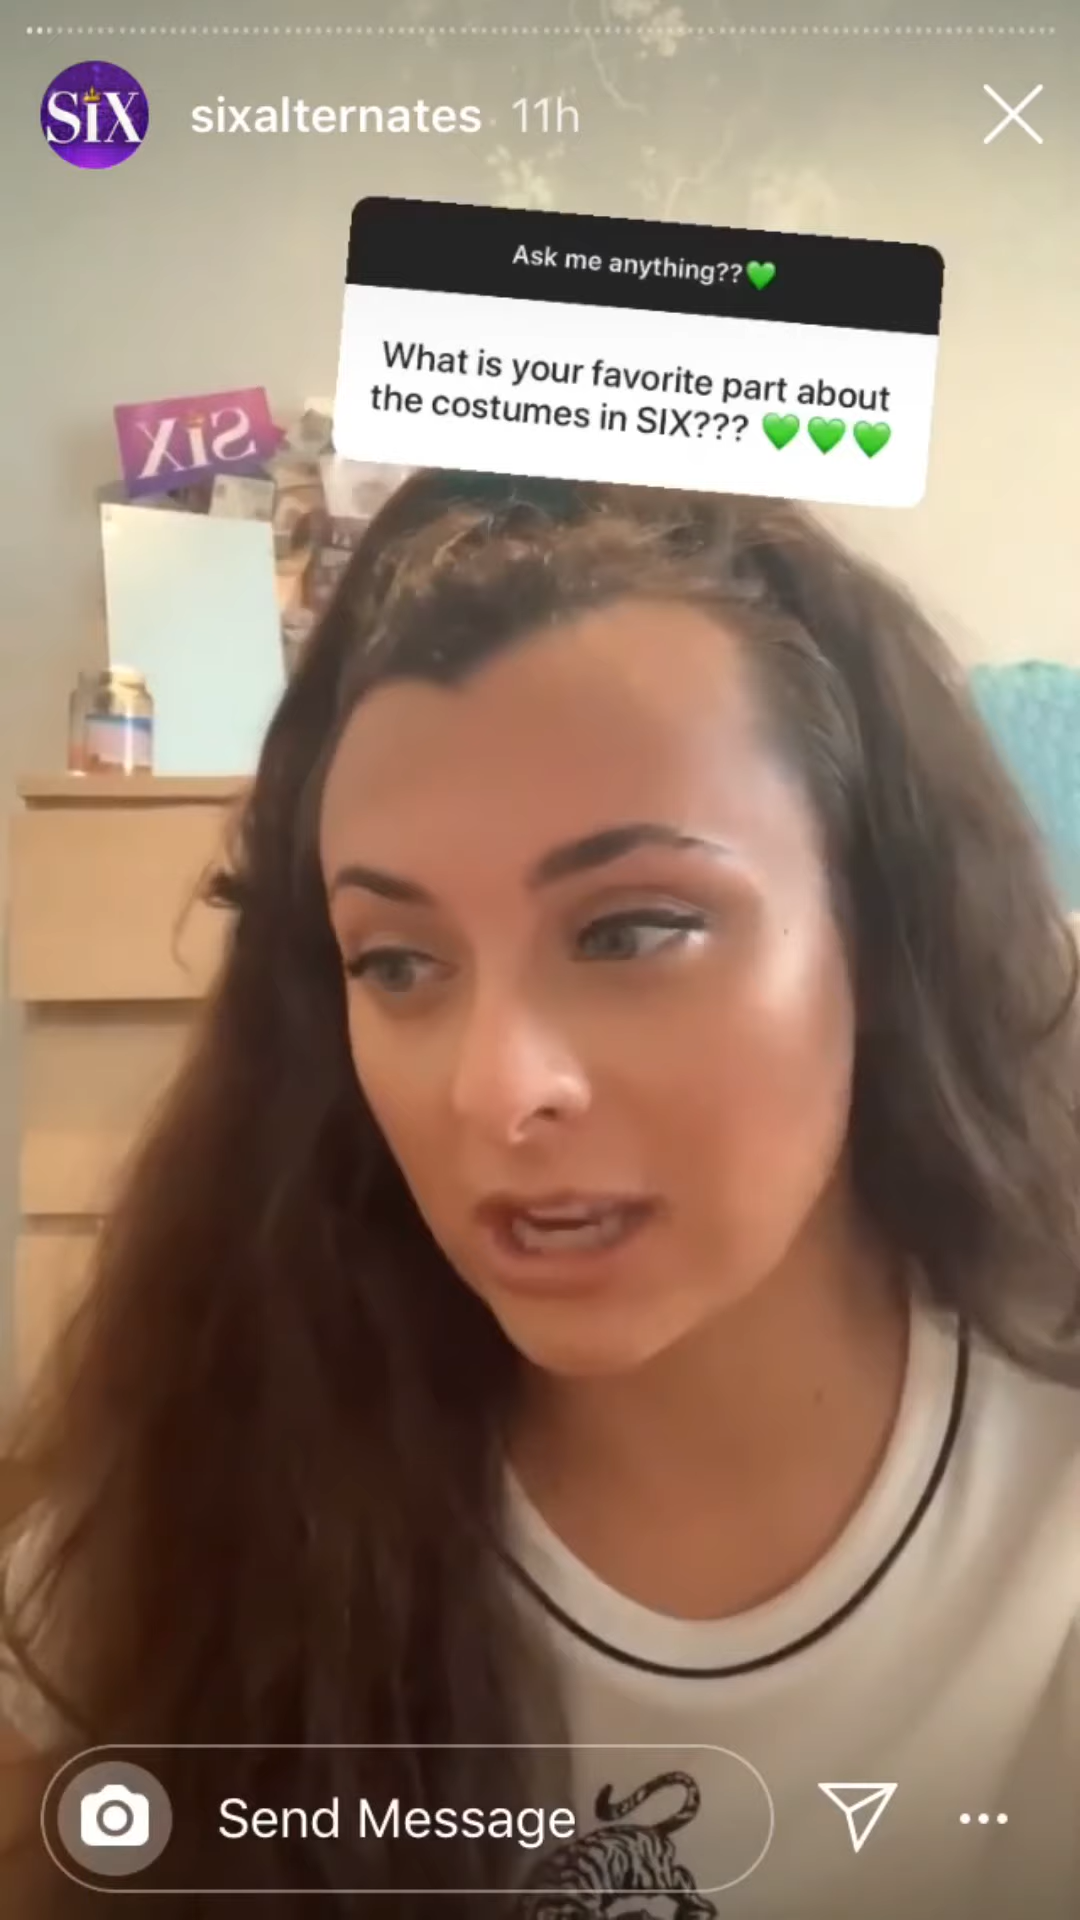 SIX
sixalternates 11h
Ask me anything??💚
What is your favorite part about
the costumes in SIX??? 💚💚💚
SIX
Send Message